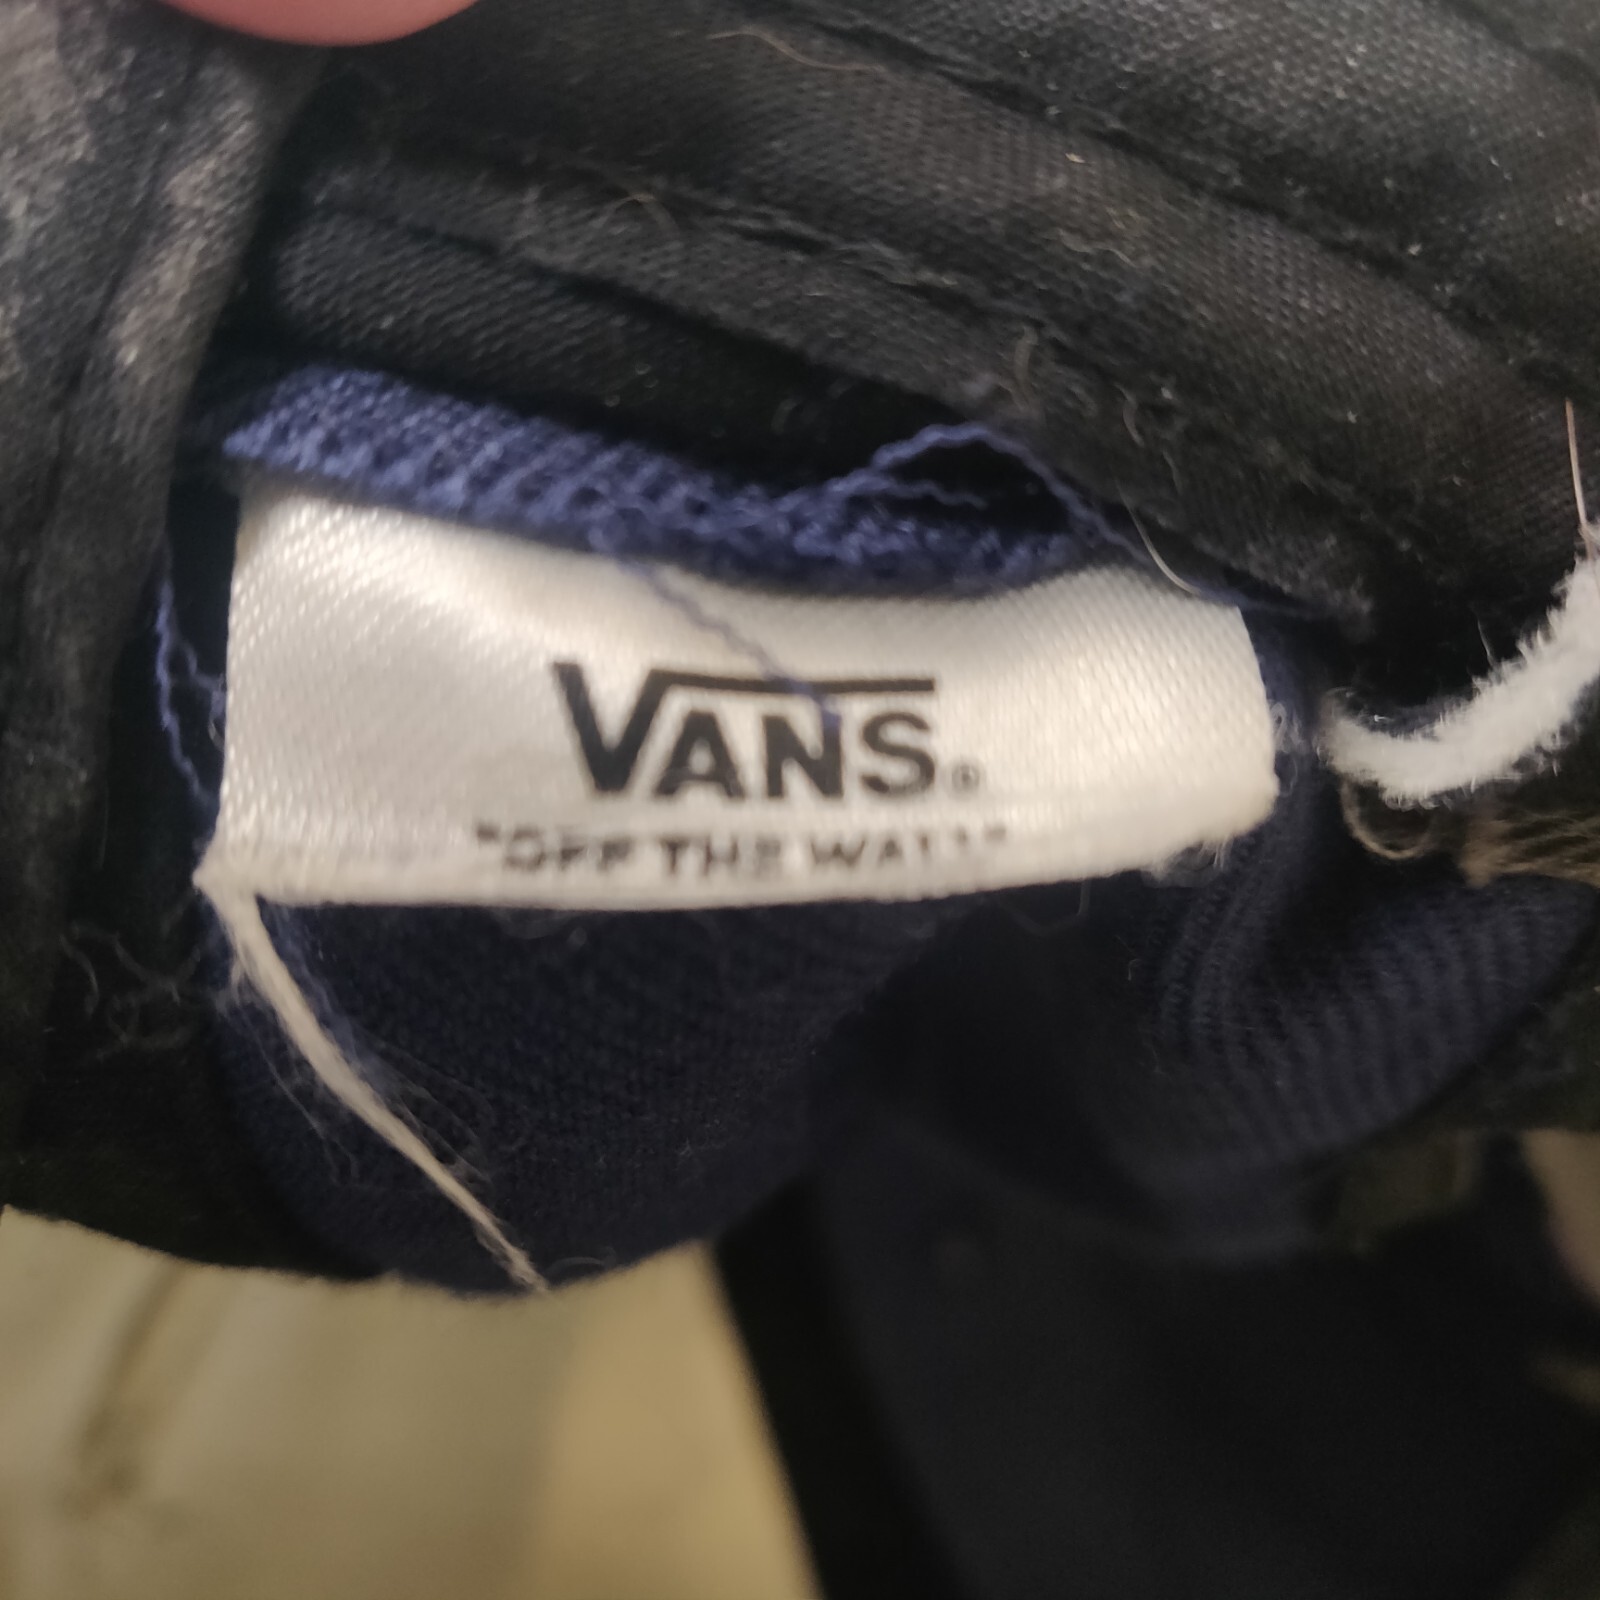 VANS®
"OFF THE WALL"